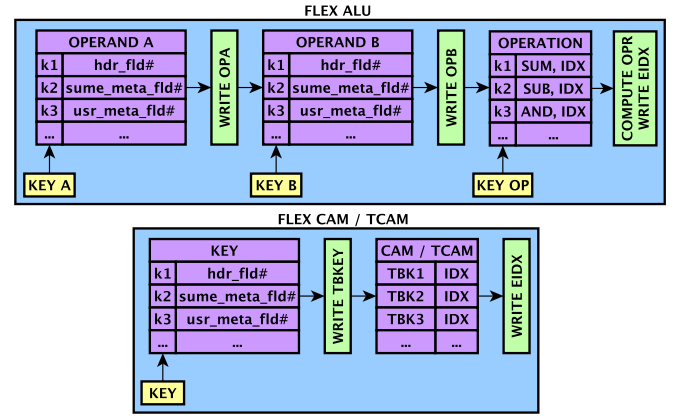 FLEX ALU
OPERAND A
k1 hdr_fld#
k2 sume_meta_fld#
k3 usr_meta_fld#
... ...
KEY A
WRITE OPA
OPERAND B
k1 hdr_fld#
k2 sume_meta_fld#
k3 usr_meta_fld#
... ...
KEY B
WRITE OPB
OPERATION
k1 SUM, IDX
k2 SUB, IDX
k3 AND, IDX
... ...
KEY OP
COMPUTE OPR
WRITE EIDX
FLEX CAM / TCAM
KEY
k1 hdr_fld#
k2 sume_meta_fld#
k3 usr_meta_fld#
... ...
KEY
WRITE TBKEY
CAM / TCAM
TBK1 IDX
TBK2 IDX
TBK3 IDX
... ...
WRITE EIDX